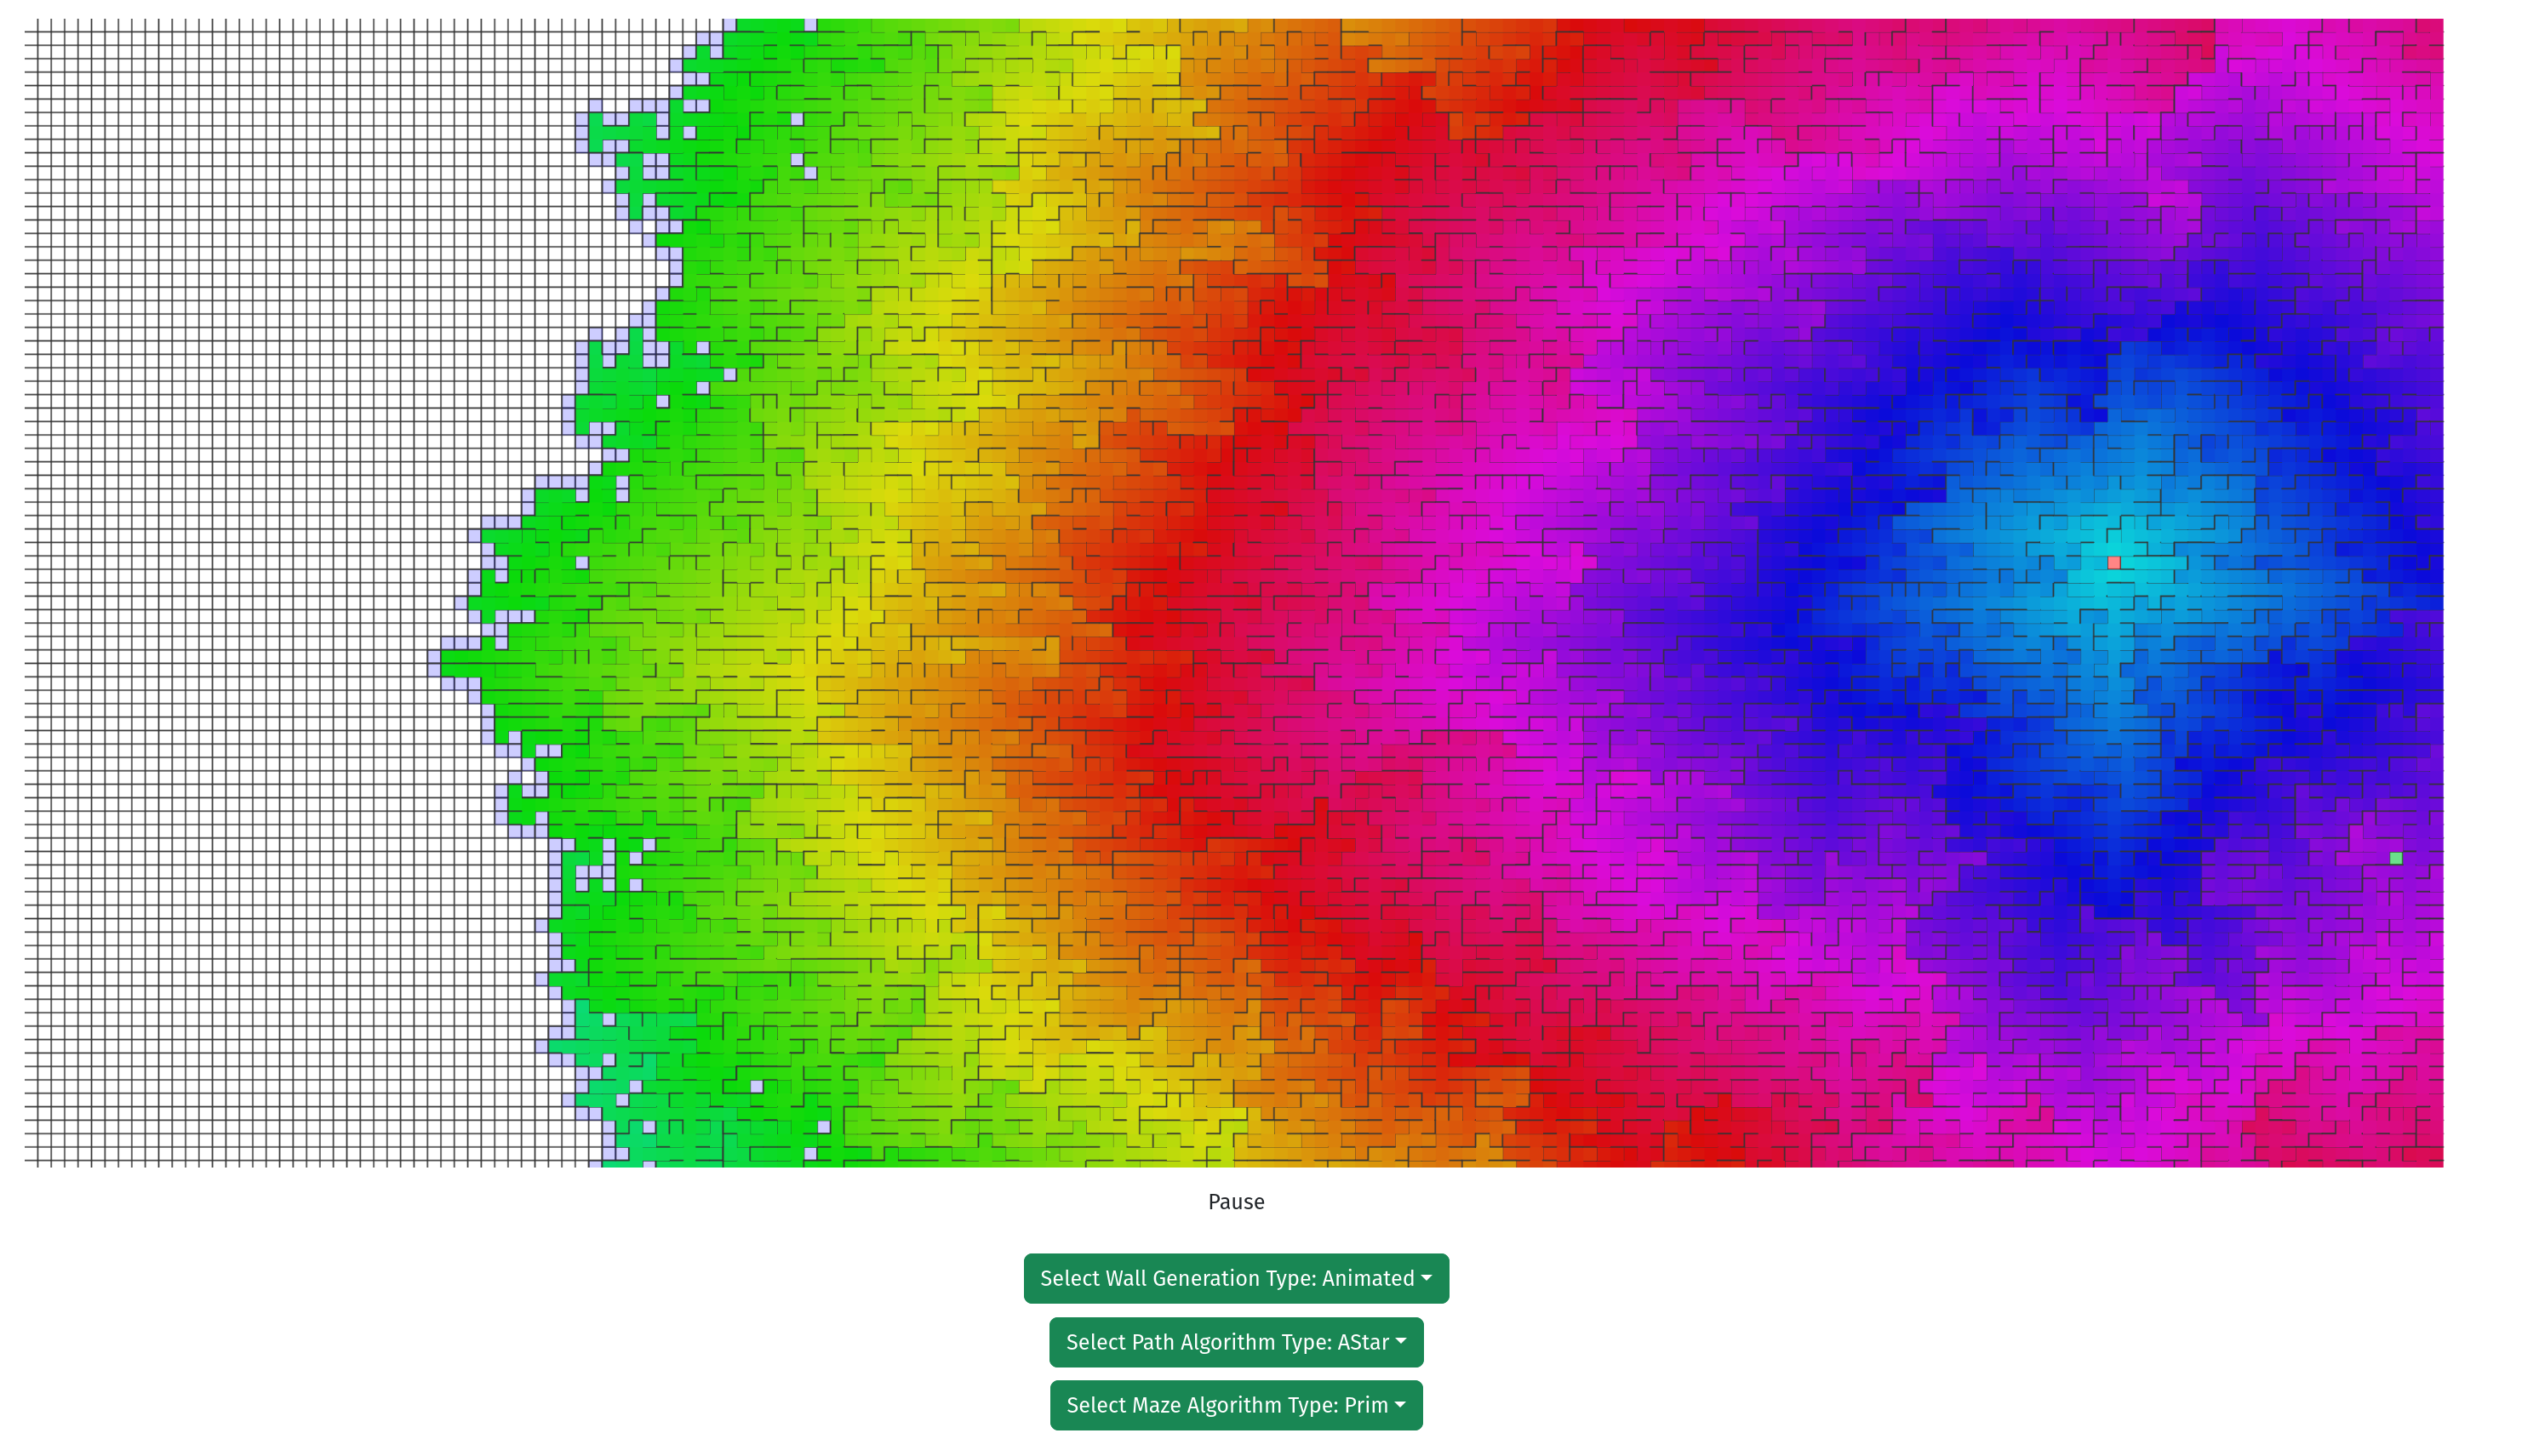 Pause
Select Wall Generation Type: Animated
Select Path Algorithm Type: AStar
Select Maze Algorithm Type: Prim